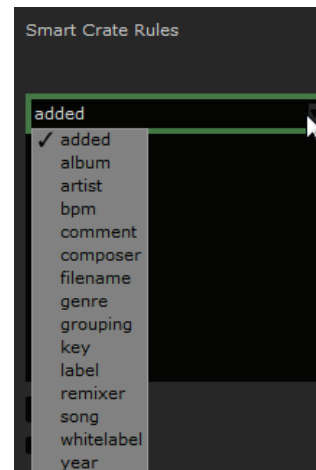 Smart Crate Rules
added
✓ added
album
artist
bpm
comment
composer
filename
genre
grouping
key
label
remixer
song
whitelabel
year